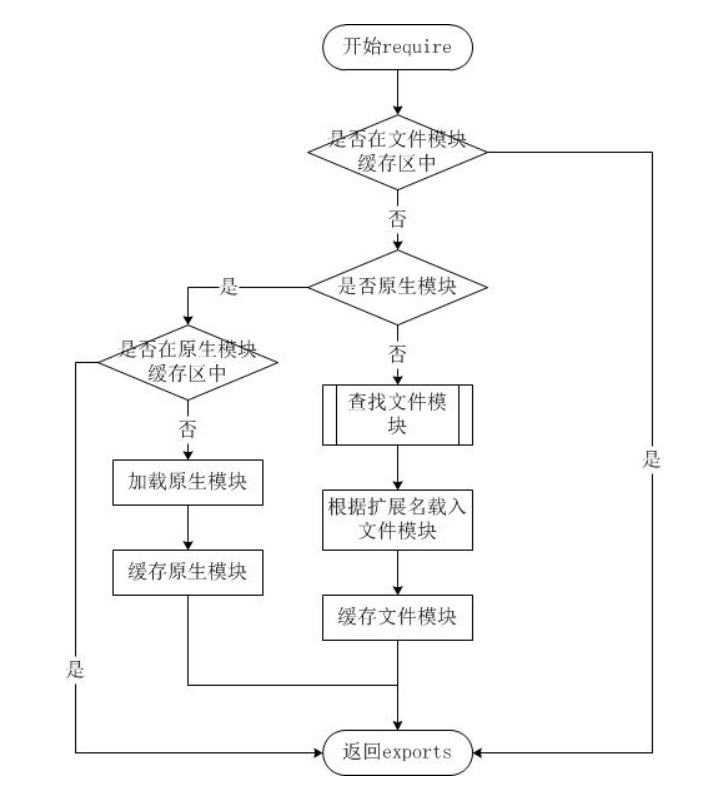 开始require
是否在文件模块
缓存区中
否
是否原生模块
是
否
是否在原生模块
缓存区中
查找文件模
块
否
是
加载原生模块
根据扩展名载入
文件模块
缓存原生模块
缓存文件模块
是
返回exports